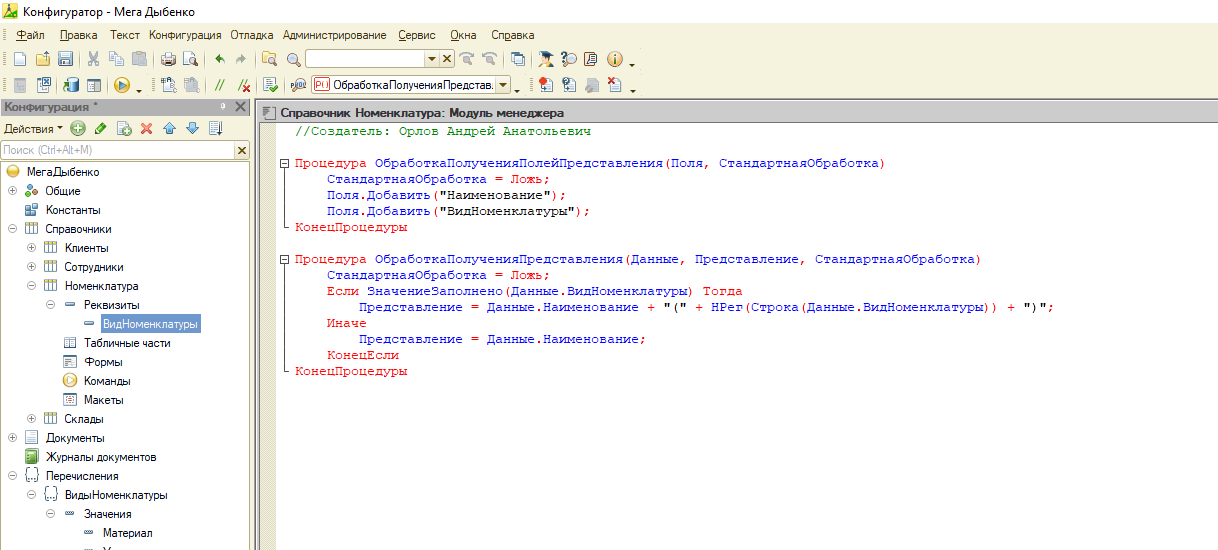 Конфигуратор - Мега Дыбенко
Файл Правка Текст Конфигурация Отладка Администрирование Сервис Окна Справка
ОбработкаПолученияПредстав.
Конфигурация *
Справочник Номенклатура: Модуль менеджера
Действия
Поиск (Ctrl+Alt+M)
МегаДыбенко
Общие
Константы
Справочники
Клиенты
Сотрудники
Номенклатура
Реквизиты
ВидНоменклатуры
Табличные части
Формы
Команды
Макеты
Склады
Документы
Журналы документов
Перечисления
ВидыНоменклатуры
Значения
Материал
//Создатель: Орлов Андрей Анатольевич
Процедура ОбработкаПолученияПолейПредставления(Поля, СтандартнаяОбработка)
СтандартнаяОбработка = Ложь;
Поля.Добавить("Наименование");
Поля.Добавить("ВидНоменклатуры");
КонецПроцедуры
Процедура ОбработкаПолученияПредставления(Данные, Представление, СтандартнаяОбработка)
СтандартнаяОбработка = Ложь;
Если ЗначениеЗаполнено(Данные.ВидНоменклатуры) Тогда
Представление = Данные.Наименование + "(" + НРег(Строка(Данные.ВидНоменклатуры)) + ")";
Иначе
Представление = Данные.Наименование;
КонецЕсли
КонецПроцедуры